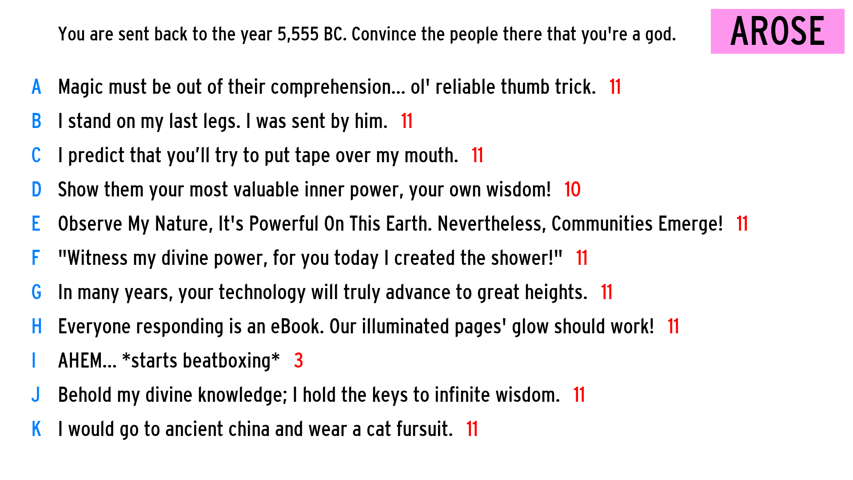 You are sent back to the year 5,555 BC. Convince the people there that you're a god.
AROSE
A Magic must be out of their comprehension... ol' reliable thumb trick. 11
B I stand on my last legs. I was sent by him. 11
C I predict that you’ll try to put tape over my mouth. 11
D Show them your most valuable inner power, your own wisdom! 10
E Observe My Nature, It's Powerful On This Earth. Nevertheless, Communities Emerge! 11
F "Witness my divine power, for you today I created the shower!" 11
G In many years, your technology will truly advance to great heights. 11
H Everyone responding is an eBook. Our illuminated pages' glow should work! 11
I AHEM... *starts beatboxing* 3
J Behold my divine knowledge; I hold the keys to infinite wisdom. 11
K I would go to ancient china and wear a cat fursuit. 11